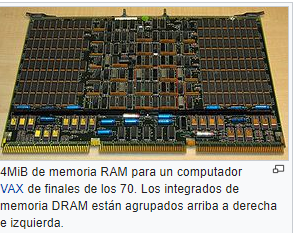 4MiB de memoria RAM para un computador
VAX de finales de los 70. Los integrados de
memoria DRAM están agrupados arriba a derecha
e izquierda.